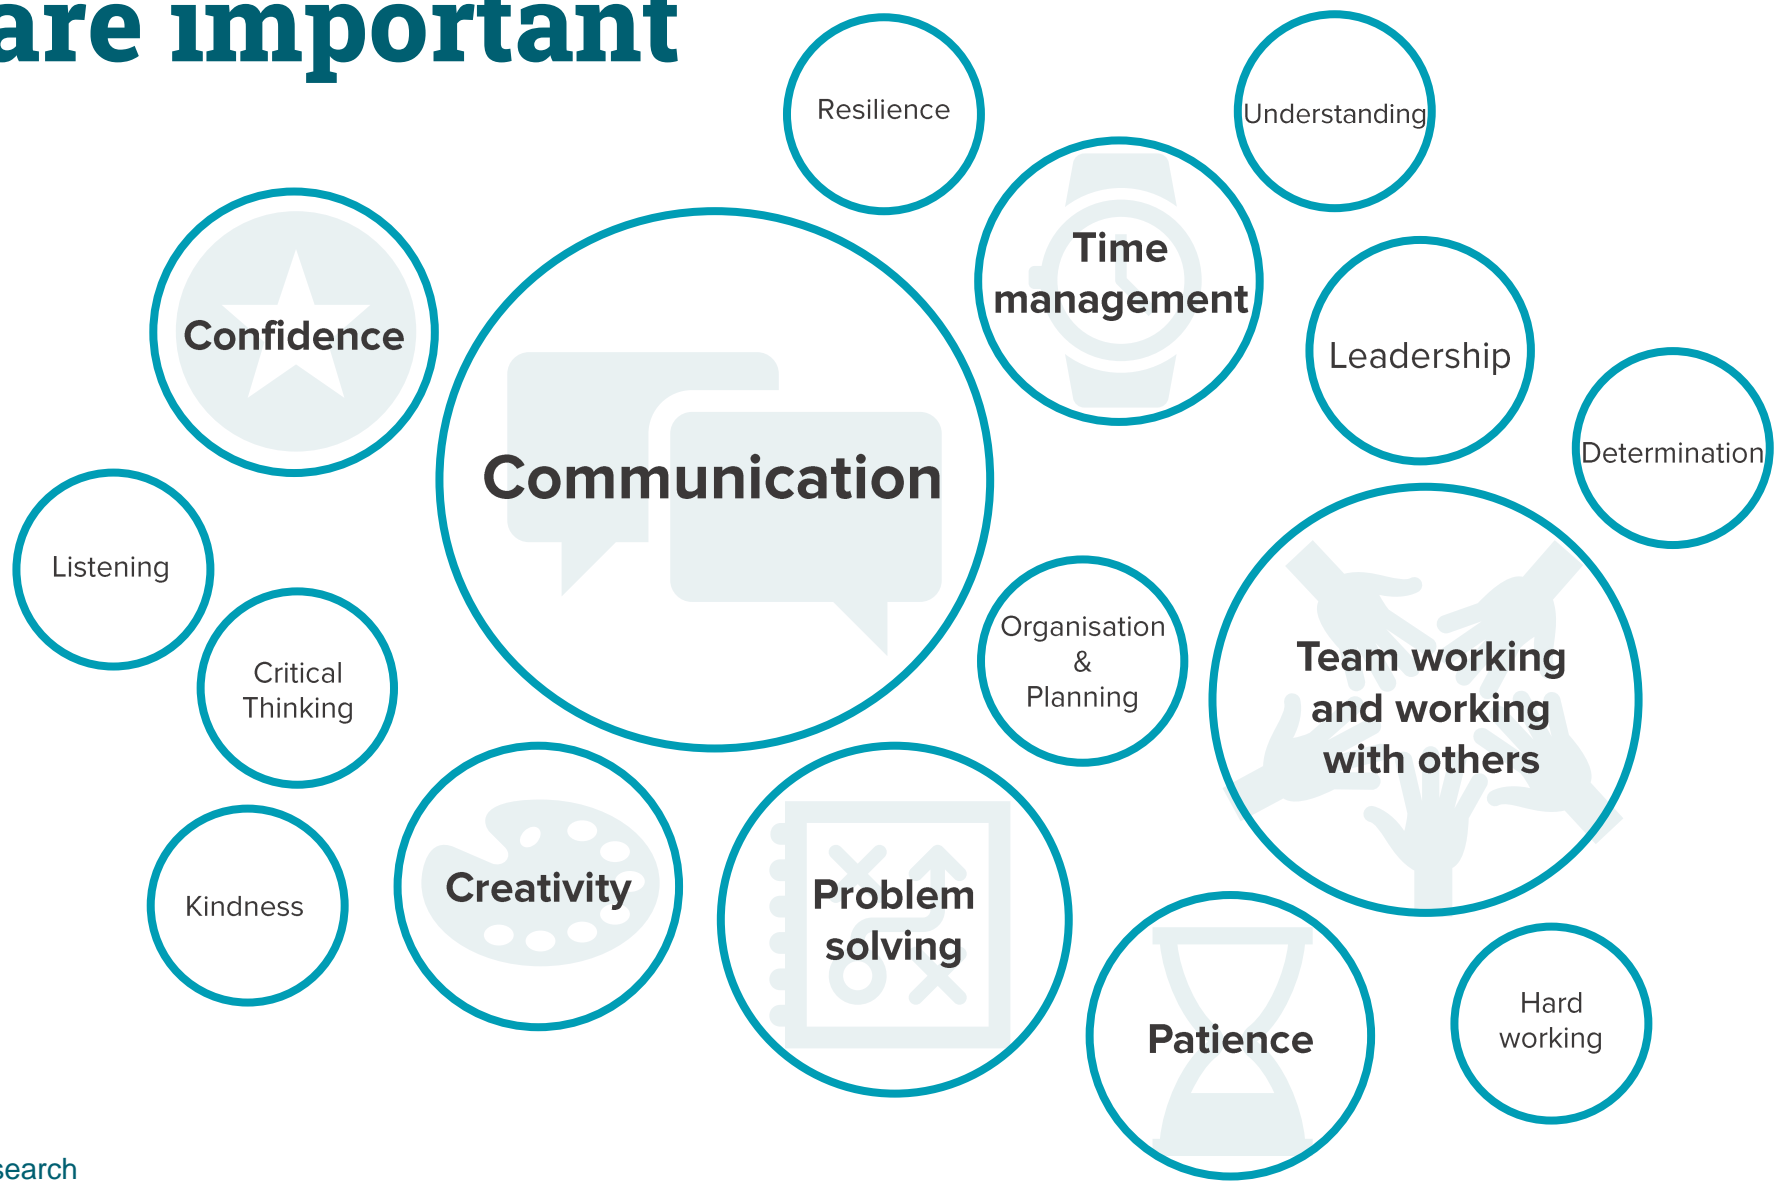 are important
Resilience
Understanding
Time
management
Confidence
Leadership
Determination
Communication
Listening
Organisation
&
Planning
Team working
and working
with others
Critical
Thinking
Creativity
Problem
solving
Kindness
Patience
Hard
working
search